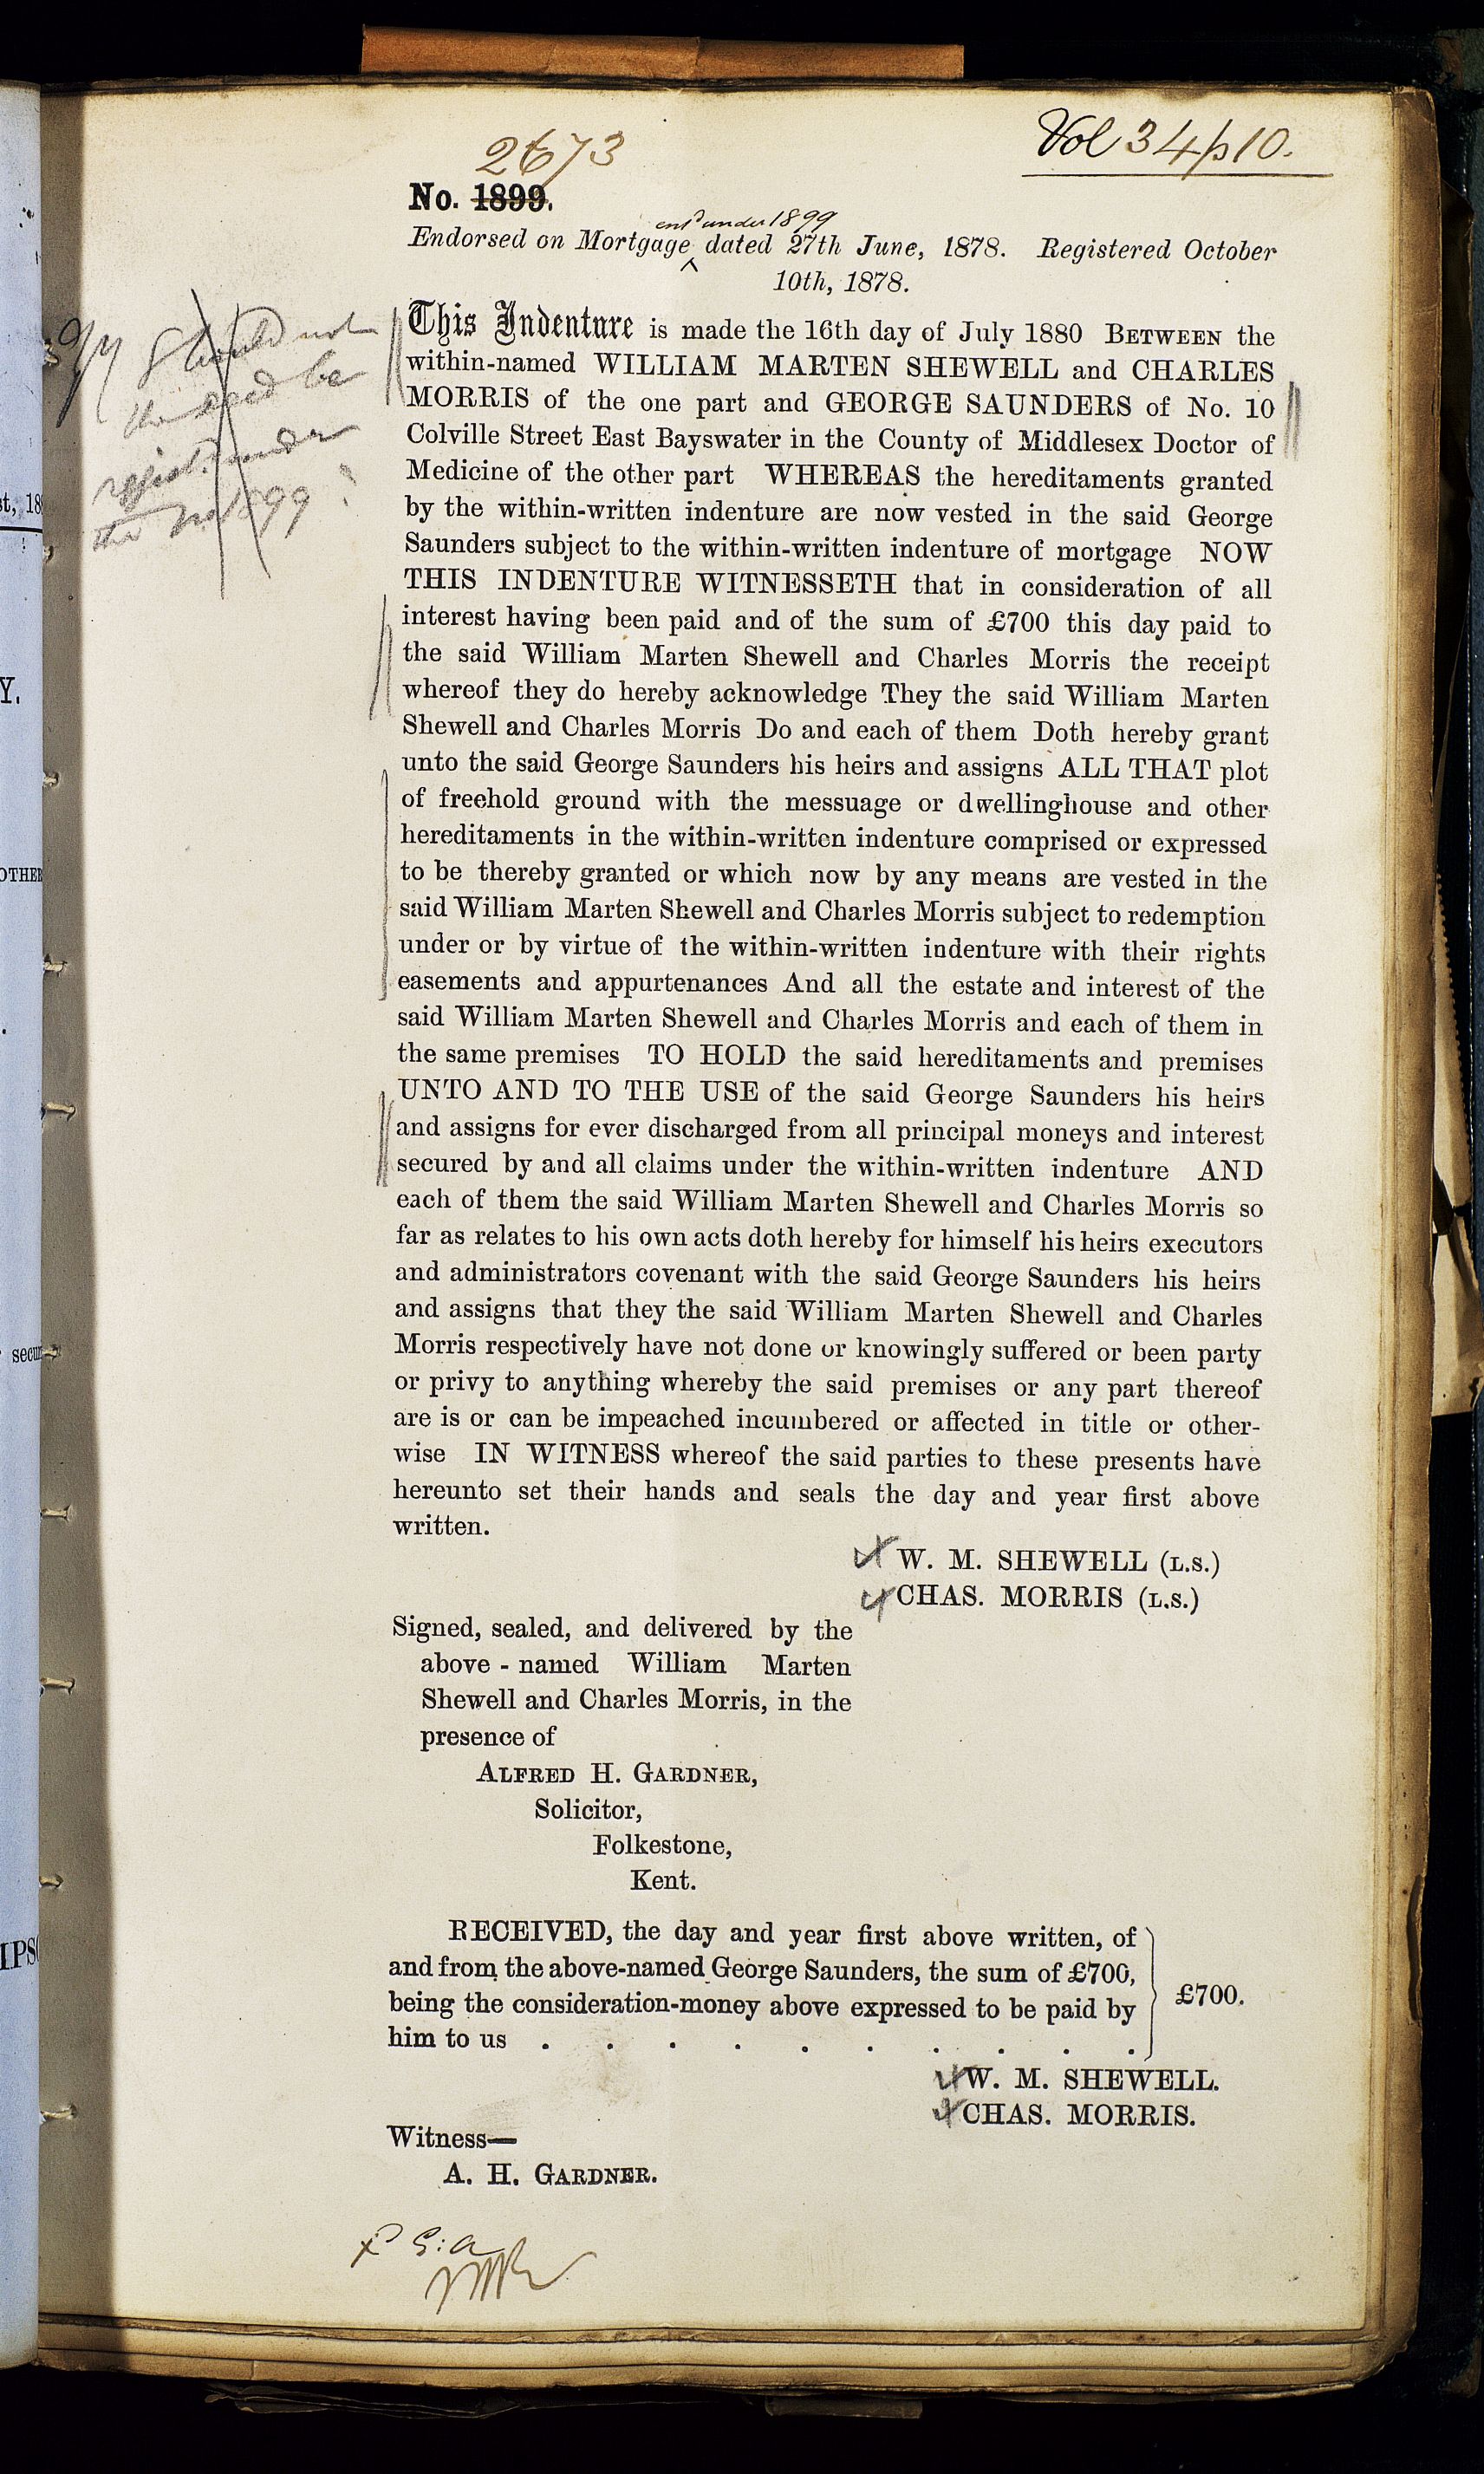 Vol 34 p 10.
2673
No. 1899.
entd under 1899
Endorsed on Mortgage dated 27th June, 1878. Registered October
10th, 1878.
Qy Should not
the deed be
registd. under
the No 1899?
This Indenture is made the 16th day of July 1880 BETWEEN the
within-named WILLIAM MARTEN SHEWELL and CHARLES
MORRIS of the one part and GEORGE SAUNDERS of No. 10
Colville Street East Bayswater in the County of Middlesex Doctor of
Medicine of the other part WHEREAS the hereditaments granted
by the within-written indenture are now vested in the said George
Saunders subject to the within-written indenture of mortgage NOW
THIS INDENTURE WITNESSETH that in consideration of all
interest having been paid and of the sum of £700 this day paid to
the said William Marten Shewell and Charles Morris the receipt
whereof they do hereby acknowledge They the said William Marten
Shewell and Charles Morris Do and each of them Doth hereby grant
unto the said George Saunders his heirs and assigns ALL THAT plot
of freehold ground with the messuage or dwellinghouse and other
hereditaments in the within-written indenture comprised or expressed
to be thereby granted or which now by any means are vested in the
said William Marten Shewell and Charles Morris subject to redemption
under or by virtue of the within-written indenture with their rights
easements and appurtenances And all the estate and interest of the
said William Marten Shewell and Charles Morris and each of them in
the same premises TO HOLD the said hereditaments and premises
UNTO AND TO THE USE of the said George Saunders his heirs
and assigns for ever discharged from all principal moneys and interest
secured by and all claims under the within-written indenture AND
each of them the said William Marten Shewell and Charles Morris so
far as relates to his own acts doth hereby for himself his heirs executors
and administrators covenant with the said George Saunders his heirs
and assigns that they the said William Marten Shewell and Charles
Morris respectively have not done or knowingly suffered or been party
or privy to anything whereby the said premises or any part thereof
are is or can be impeached incumbered or affected in title or other-
wise IN WITNESS whereof the said parties to these presents have
hereunto set their hands and seals the day and year first above
written.
W. M. SHEWELL (L.S.)
CHAS. MORRIS (L.S.)
Signed, sealed, and delivered by the
above-named William Marten
Shewell and Charles Morris, in the
presence of
ALFRED H. GARDNER,
Solicitor,
Folkestone,
Kent.
RECEIVED, the day and year first above written, of
and from the above-named George Saunders, the sum of £700,
being the consideration-money above expressed to be paid by
him to us . . . . . . . . . .
£700.
W. M. SHEWELL.
CHAS. MORRIS.
Witness—
A. H. GARDNER.